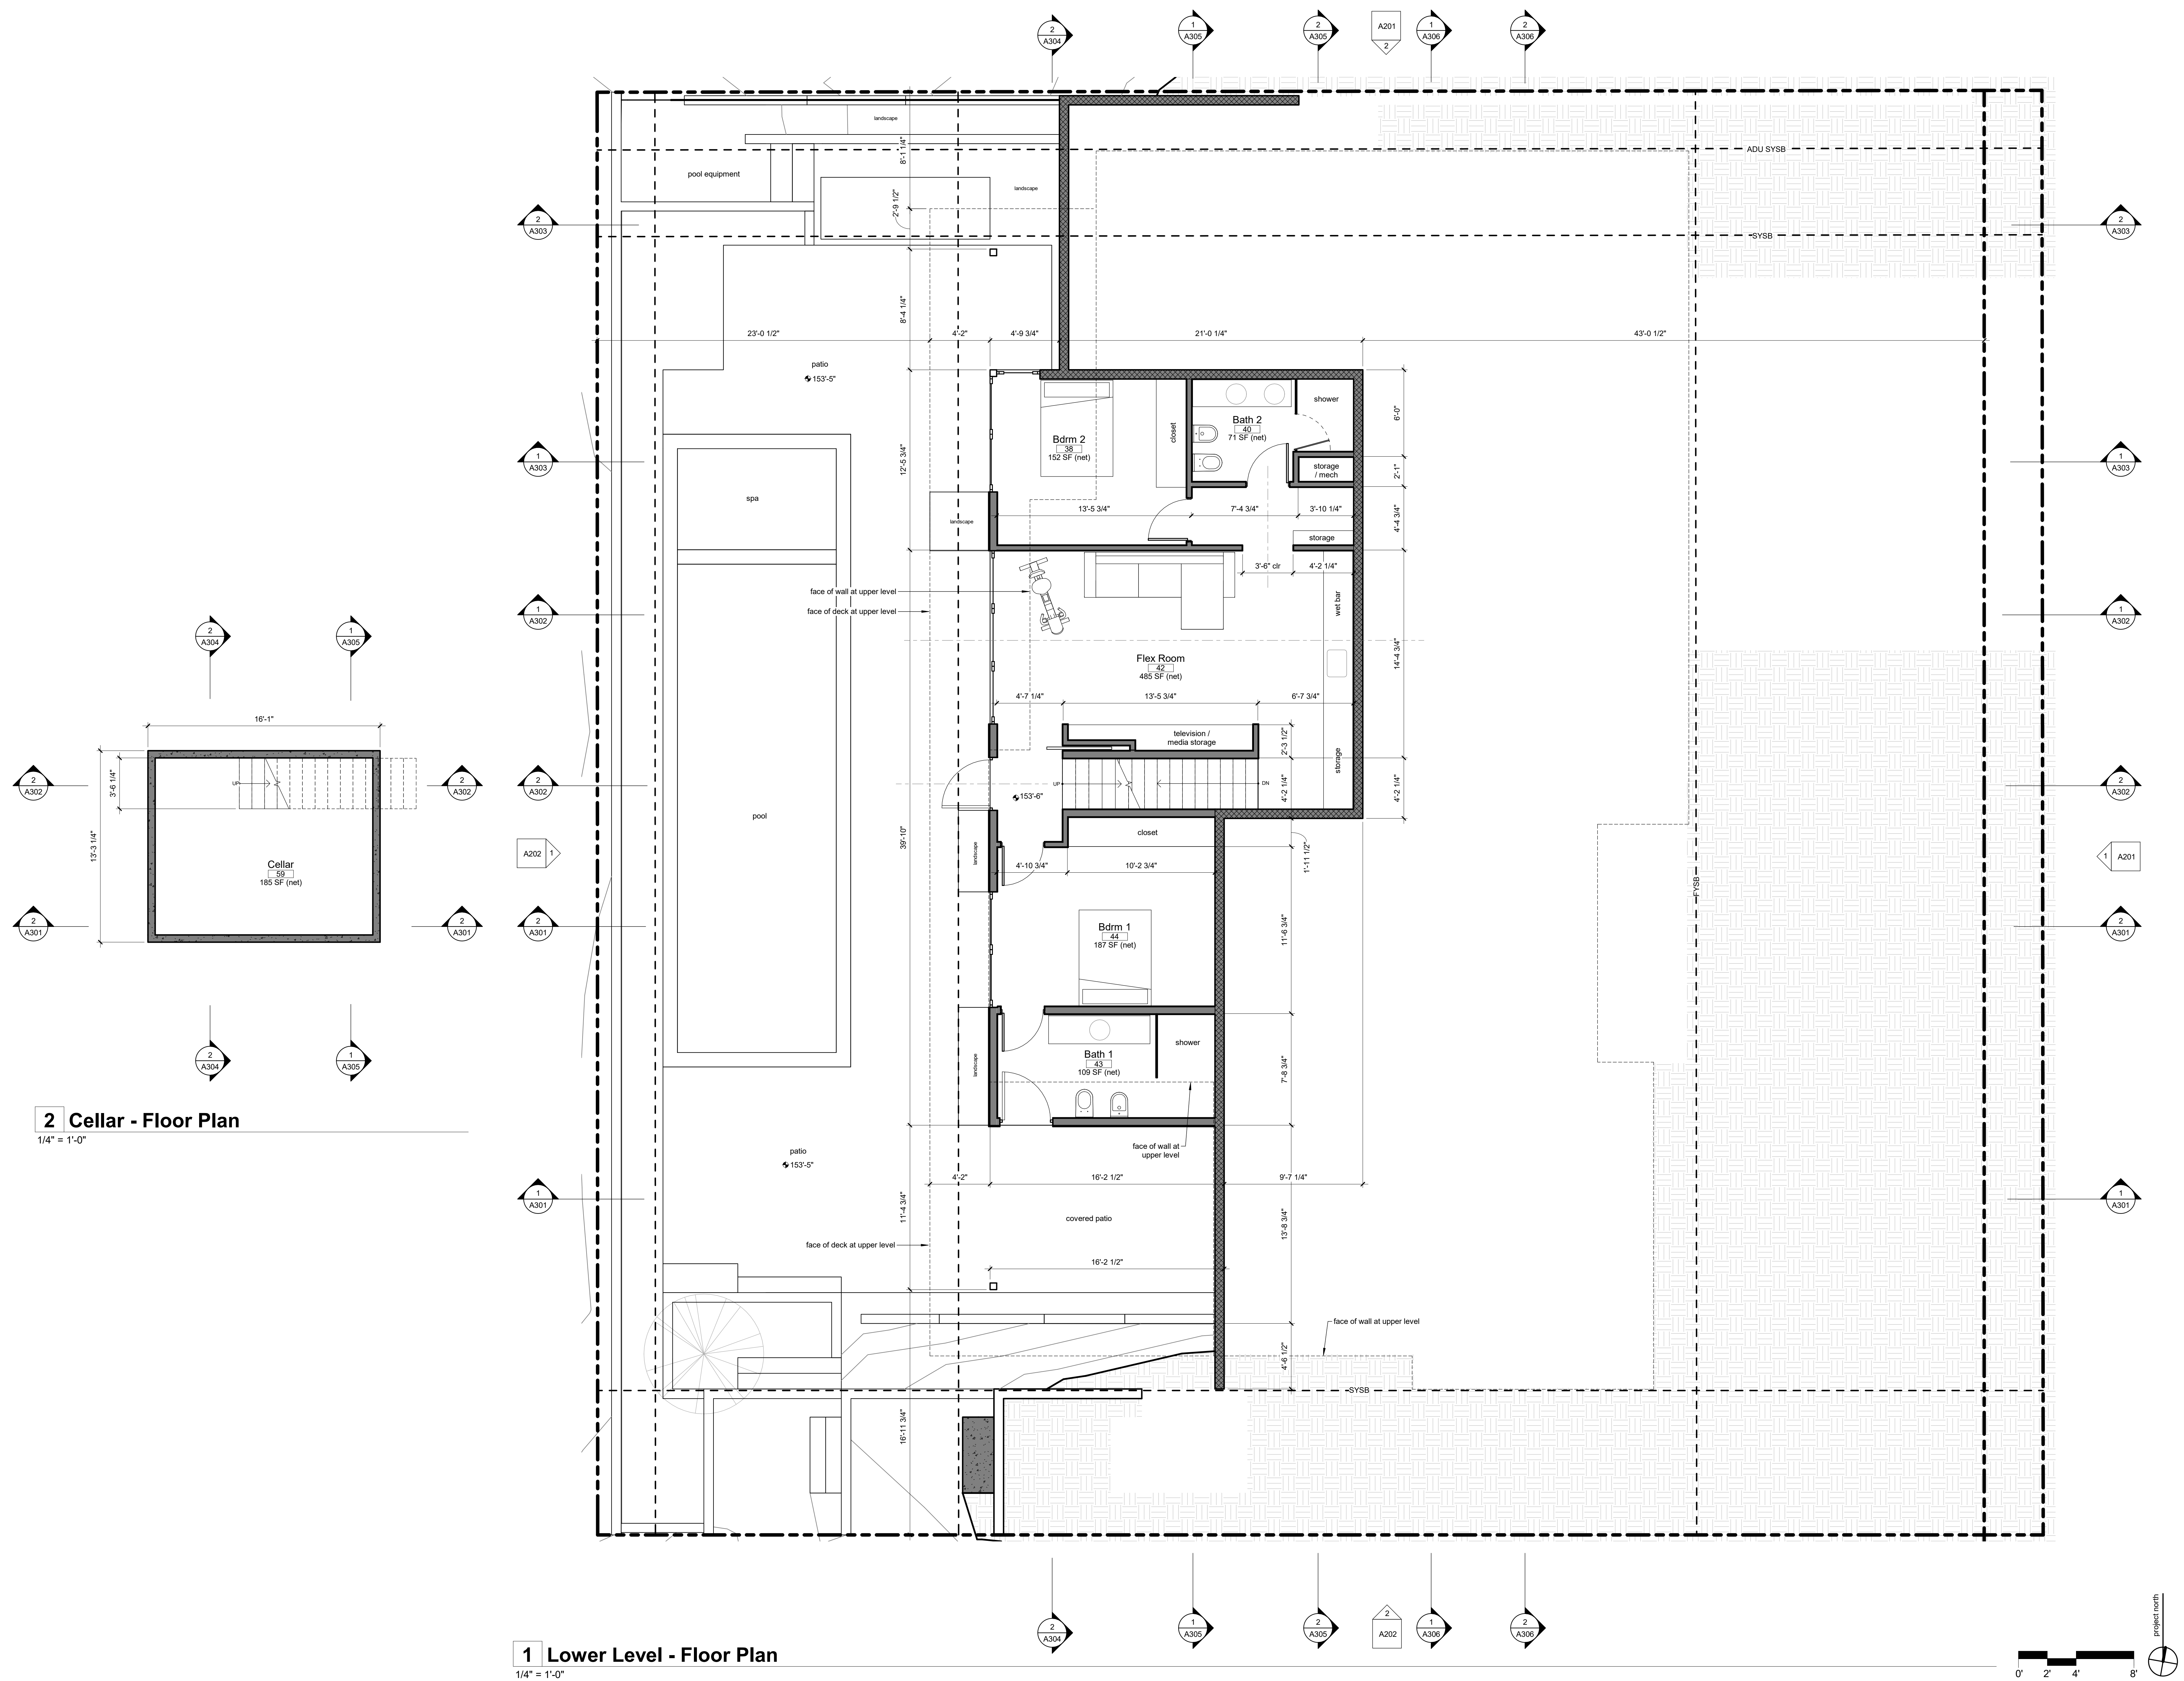 2
A304
1
A305
2
A305
A201
2
1
A306
2
A306
landscape
8'-1 1/4"
ADU SYSB
pool equipment
landscape
2'-9 1/2"
2
A303
2
A303
SYSB
8'-4 1/4"
23'-0 1/2"
4'-2"
4'-9 3/4"
21'-0 1/4"
43'-0 1/2"
patio
153'-5"
shower
6'-0"
Bath 2
40
71 SF (net)
closet
Bdrm 2
38
152 SF (net)
12'-5 3/4"
1
A303
1
A303
storage
/ mech
2'-1"
spa
13'-5 3/4"
7'-4 3/4"
3'-10 1/4"
4'-4 3/4"
landscape
storage
3'-6" clr
4'-2 1/4"
face of wall at upper level
face of deck at upper level
wet bar
1
A302
1
A302
2
A304
1
A305
Flex Room
42
485 SF (net)
14'-4 3/4"
4'-7 1/4"
13'-5 3/4"
6'-7 3/4"
16'-1"
television /
media storage
2'-3 1/2"
storage
3'-6 1/4"
UP
2
A302
2
A302
2
A302
2
A302
UP
DN
4'-2 1/4"
4'-2 1/4"
153'-6"
pool
13'-3 1/4"
39'-10"
closet
A202
1
landscape
1'-11 1/2"
1
A201
4'-10 3/4"
10'-2 3/4"
Cellar
59
185 SF (net)
FYSB
2
A301
2
A301
2
A301
2
A301
Bdrm 1
44
187 SF (net)
11'-6 3/4"
shower
Bath 1
43
109 SF (net)
landscape
7'-8 3/4"
2
A304
1
A305
2 Cellar - Floor Plan
1/4" = 1'-0"
face of wall at
upper level
patio
153'-5"
4'-2"
16'-2 1/2"
9'-7 1/4"
1
A301
1
A301
11'-4 3/4"
covered patio
13'-8 3/4"
face of deck at upper level
16'-2 1/2"
face of wall at upper level
4'-6 1/2"
SYSB
16'-11 3/4"
2
A304
1
A305
2
A305
2
A202
1
A306
2
A306
project north
1 Lower Level - Floor Plan
1/4" = 1'-0"
0' 2' 4' 8'